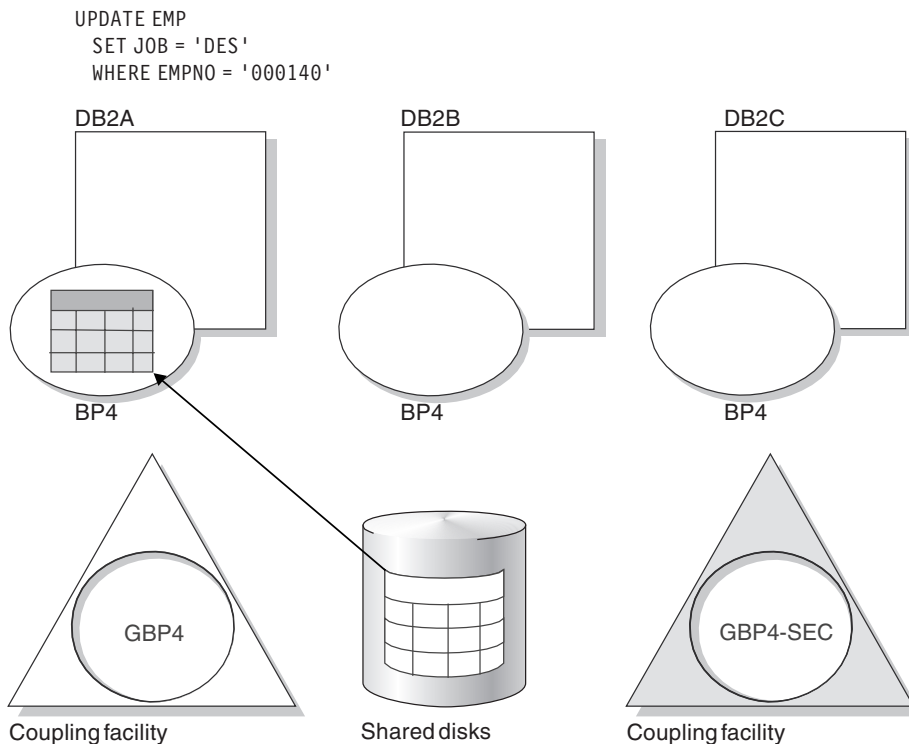 UPDATE EMP
SET JOB = 'DES'
WHERE EMPNO = '000140'
DB2A
DB2B
DB2C
BP4
BP4
BP4
GBP4
GBP4-SEC
Coupling facility
Shared disks
Coupling facility